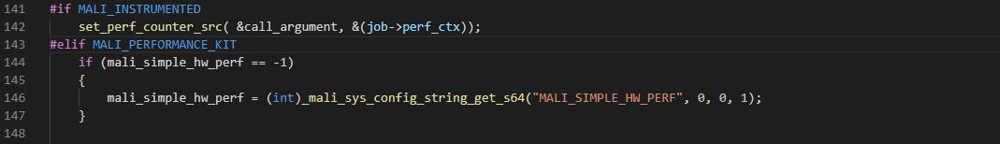 141 #if MALI_INSTRUMENTED
142     set_perf_counter_src( &call_argument, &(job->perf_ctx));
143 #elif MALI_PERFORMANCE_KIT
144     if (mali_simple_hw_perf == -1)
145     {
146         mali_simple_hw_perf = (int)_mali_sys_config_string_get_s64("MALI_SIMPLE_HW_PERF", 0, 0, 1);
147     }
148